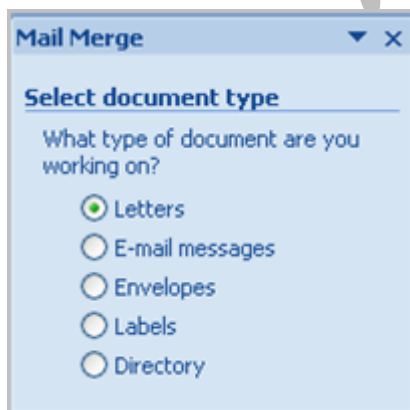 Mail Merge
Select document type
What type of document are you
working on?
Letters
E-mail messages
Envelopes
Labels
Directory